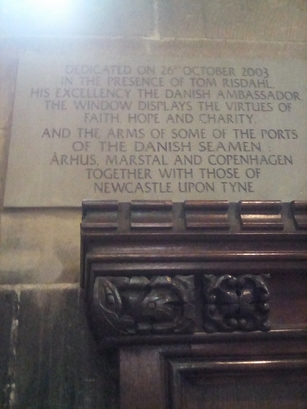 DEDICATED ON 26TH OCTOBER 2003
IN THE PRESENCE OF TOM RISDAHL
HIS EXCELLENCY THE DANISH AMBASSADOR
THE WINDOW DISPLAYS THE VIRTUES OF
FAITH, HOPE AND CHARITY
AND THE ARMS OF SOME OF THE PORTS
OF THE DANISH SEAMEN
ÅRHUS, MARSTAL AND COPENHAGEN
TOGETHER WITH THOSE OF
NEWCASTLE UPON TYNE